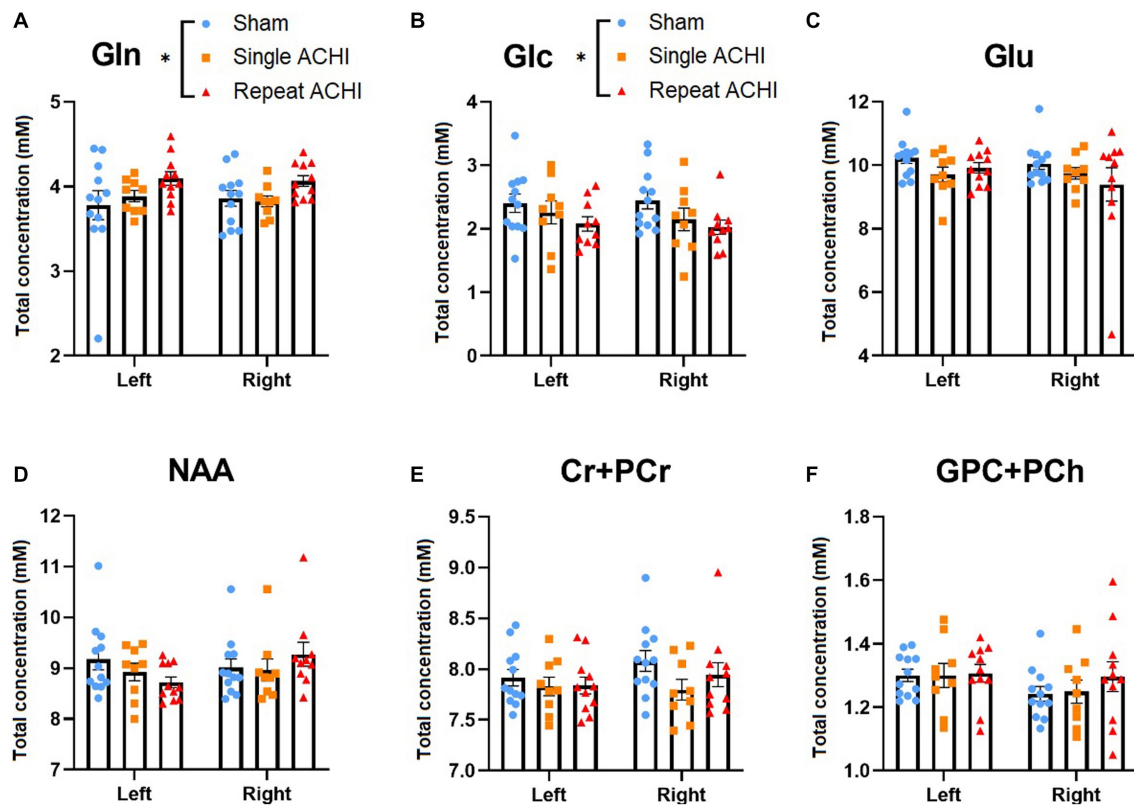 A
Gln
*
Sham
Single ACHI
Repeat ACHI
Total concentration (mM)
5
4
3
2
Left
Right
B
Glc
*
Sham
Single ACHI
Repeat ACHI
Total concentration (mM)
4
3
2
1
0
Left
Right
C
Glu
Total concentration (mM)
12
10
8
6
4
Left
Right
D
NAA
Total concentration (mM)
12
11
10
9
8
7
Left
Right
E
Cr+PCr
Total concentration (mM)
9.5
9.0
8.5
8.0
7.5
7.0
Left
Right
F
GPC+PCh
Total concentration (mM)
1.8
1.6
1.4
1.2
1.0
Left
Right